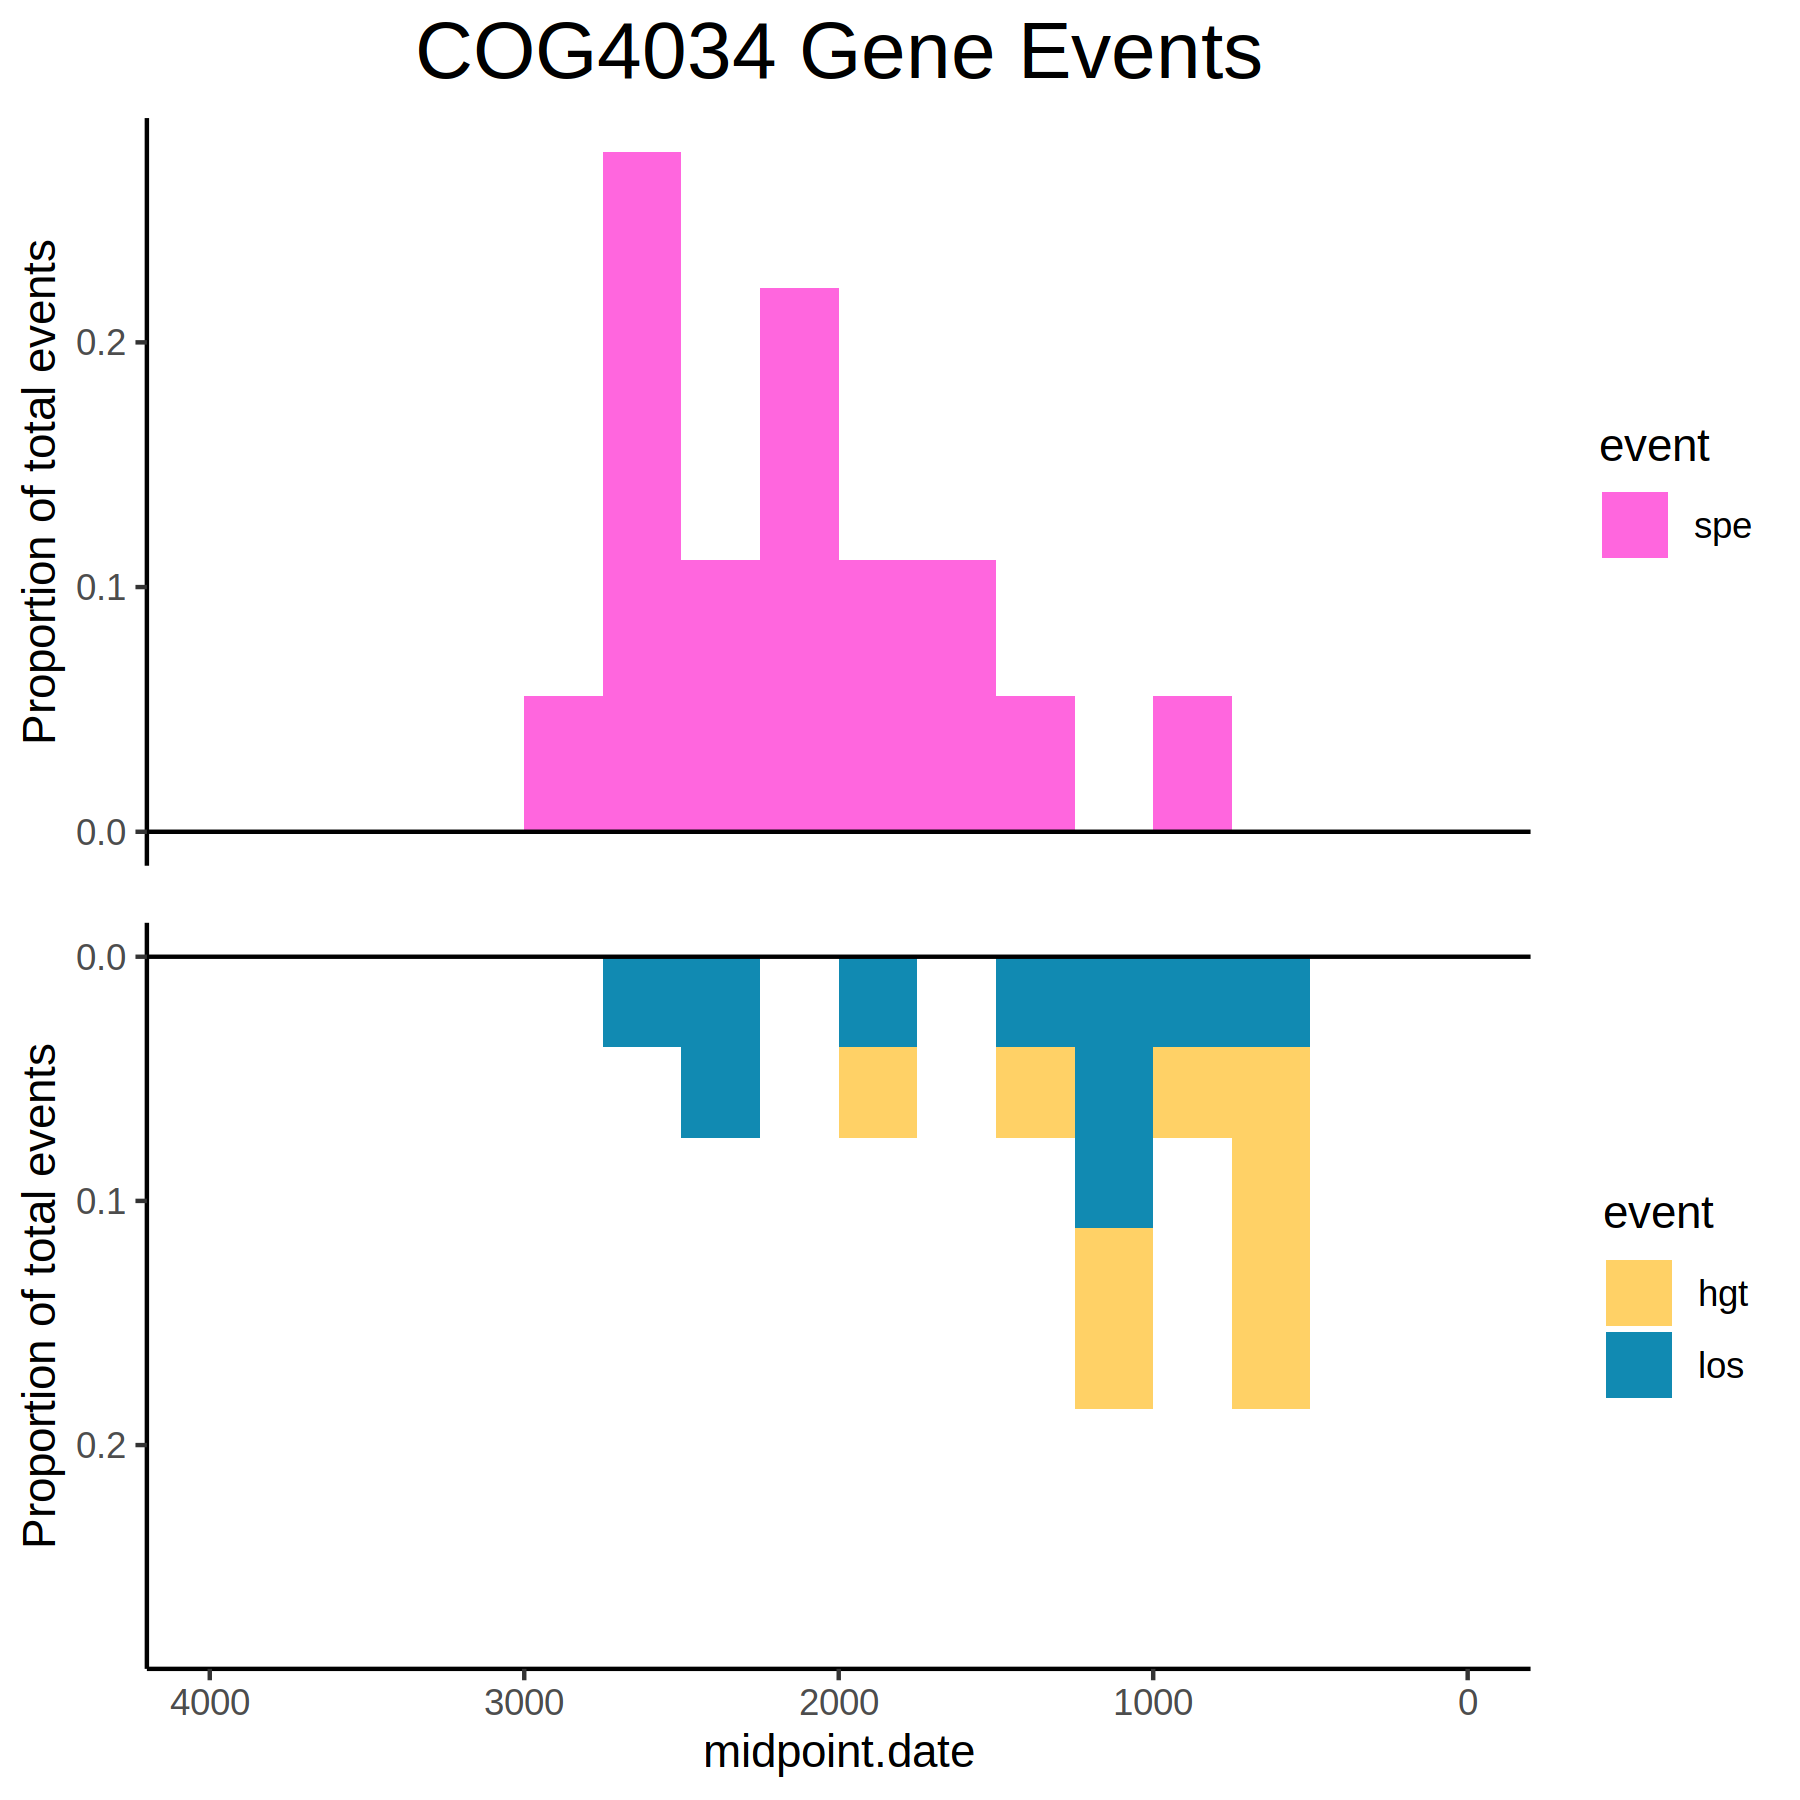 COG4034 Gene Events
Proportion of total events
0.2
0.1
0.0
event
spe
Proportion of total events
0.0
0.1
0.2
event
hgt
los
4000 3000 2000 1000 0
midpoint.date